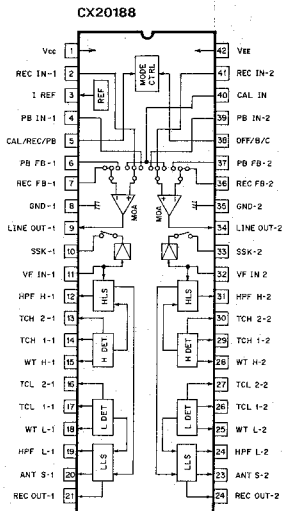 CX20188
Vcc 1 42 VEE
REC IN-1 2 MODE CTRL 41 REC IN-2
I REF 3 REF 40 CAL IN
PB IN-1 4 39 PB IN-2
CAL/REC/PB 5 38 OFF/B/C
PB FB-1 6 37 PB FB-2
REC FB-1 7 36 REC FB-2
GND-1 8 MOA MOA 35 GND-2
LINE OUT-1 9 34 LINE OUT-2
SSK-1 10 33 SSK-2
VF IN-1 11 32 VF IN 2
HPF H-1 12 HLS HLS 31 HPF H-2
TCH 2-1 13 30 TCH 2-2
TCH 1-1 14 H DET H DET 29 TCH 1-2
WT H-1 15 28 WT H-2
TCL 2-1 16 27 TCL 2-2
TCL 1-1 17 L DET L DET 26 TCL 1-2
WT L-1 18 25 WT L-2
HPF L-1 19 LLS LLS 24 HPF L-2
ANT S-1 20 23 ANT S-2
REC OUT-1 21 24 REC OUT-2